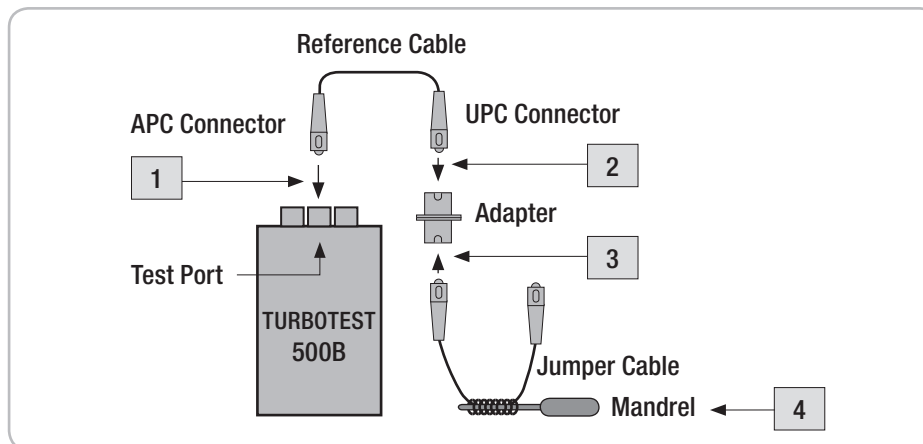 Reference Cable
APC Connector
UPC Connector
1
2
Adapter
3
Test Port
TURBOTEST
500B
Jumper Cable
Mandrel
4